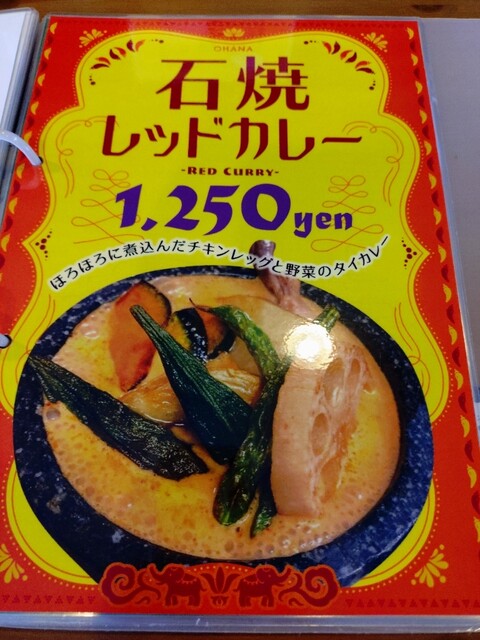 OHANA
石焼
レッドカレー
-RED CURRY-
1,250yen
ほろほろに煮込んだチキンレッグと野菜のタイカレー